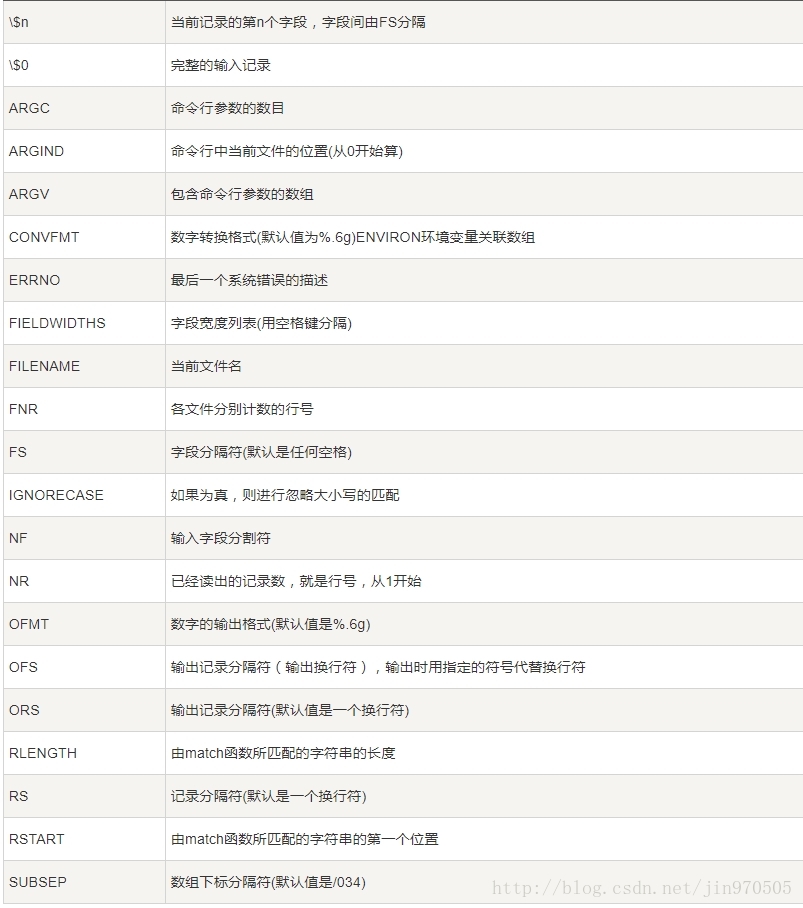 \$n 当前记录的第n个字段，字段间由FS分隔
\$0 完整的输入记录
ARGC 命令行参数的数目
ARGIND 命令行中当前文件的位置(从0开始算)
ARGV 包含命令行参数的数组
CONVFMT 数字转换格式(默认值为%.6g)ENVIRON环境变量关联数组
ERRNO 最后一个系统错误的描述
FIELDWIDTHS 字段宽度列表(用空格键分隔)
FILENAME 当前文件名
FNR 各文件分别计数的行号
FS 字段分隔符(默认是任何空格)
IGNORECASE 如果为真，则进行忽略大小写的匹配
NF 输入字段分割符
NR 已经读出的记录数，就是行号，从1开始
OFMT 数字的输出格式(默认值是%.6g)
OFS 输出记录分隔符（输出换行符），输出时用指定的符号代替换行符
ORS 输出记录分隔符(默认值是一个换行符)
RLENGTH 由match函数所匹配的字符串的长度
RS 记录分隔符(默认是一个换行符)
RSTART 由match函数所匹配的字符串的第一个位置
SUBSEP 数组下标分隔符(默认值是/034)
http://blog.csdn.net/jin970505